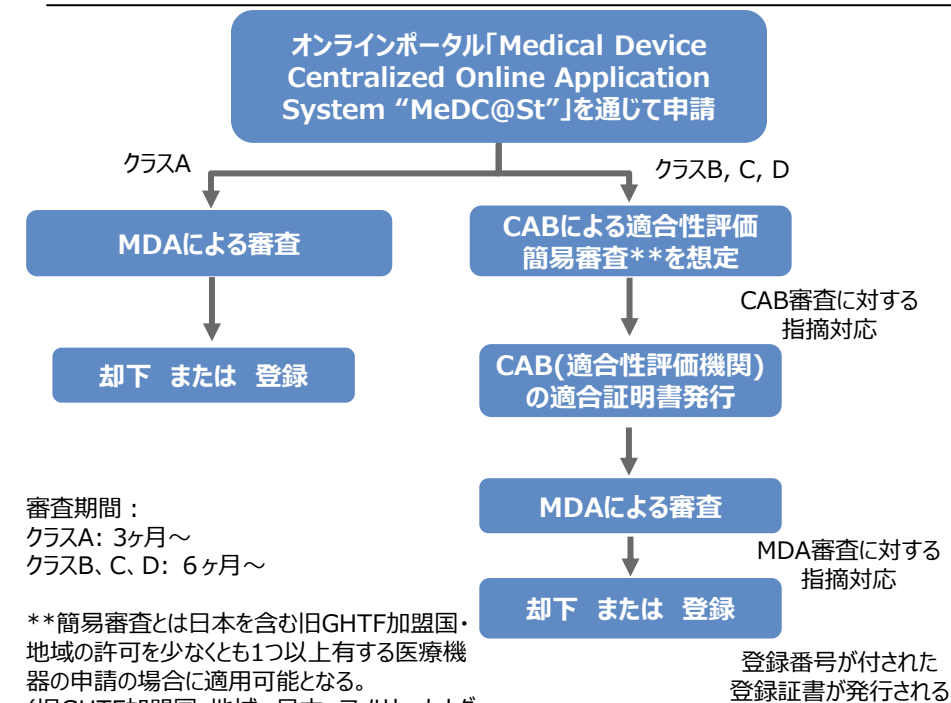 オンラインポータル「Medical Device
Centralized Online Application
System “MeDC@St”」を通じて申請
クラスA
クラスB, C, D
MDAによる審査
CABによる適合性評価
簡易審査**を想定
CAB審査に対する
指摘対応
却下 または 登録
CAB(適合性評価機関)
の適合証明書発行
MDAによる審査
MDA審査に対する
指摘対応
却下 または 登録
登録番号が付された
登録証書が発行される
審査期間：
クラスA: 3ヶ月～
クラスB、C、D: 6ヶ月～
**簡易審査とは日本を含む旧GHTF加盟国・
地域の許可を少なくとも1つ以上有する医療機
器の申請の場合に適用可能となる。